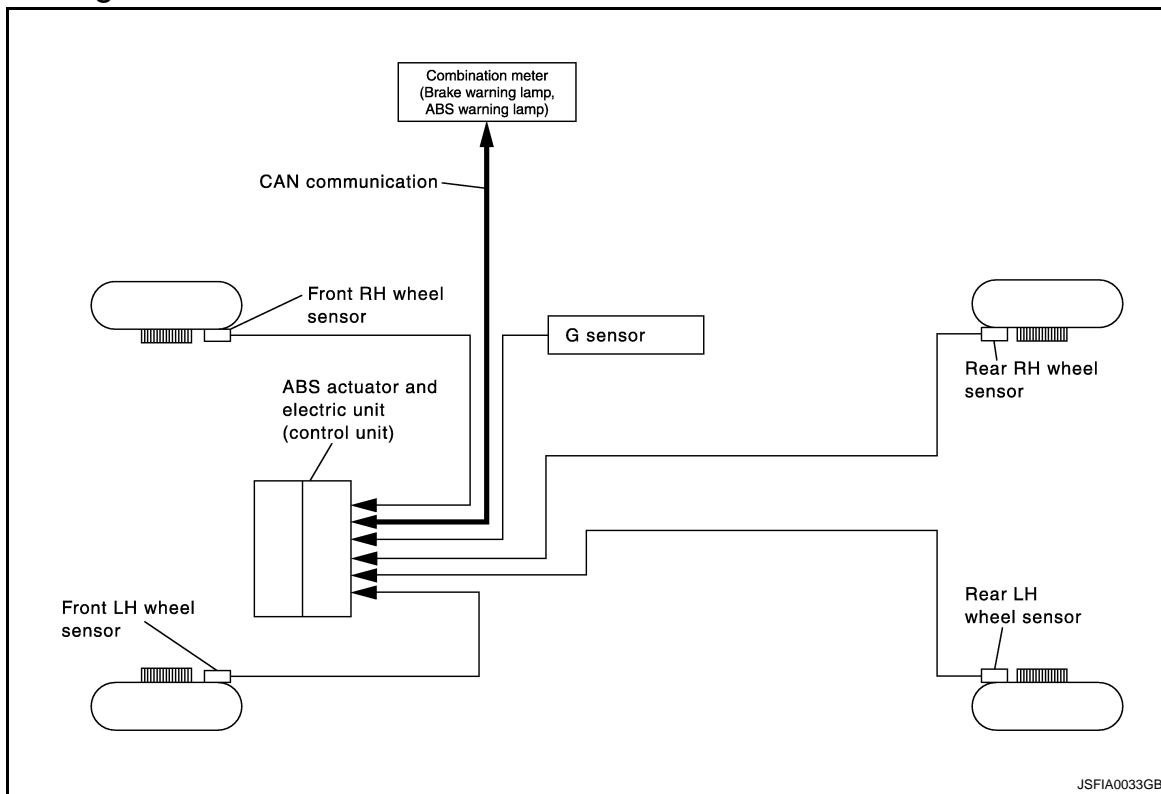 Combination meter
(Brake warning lamp,
ABS warning lamp)
CAN communication
Front RH wheel
sensor
G sensor
Rear RH wheel
sensor
ABS actuator and
electric unit
(control unit)
Front LH wheel
sensor
Rear LH
wheel sensor
JSFIA0033GB